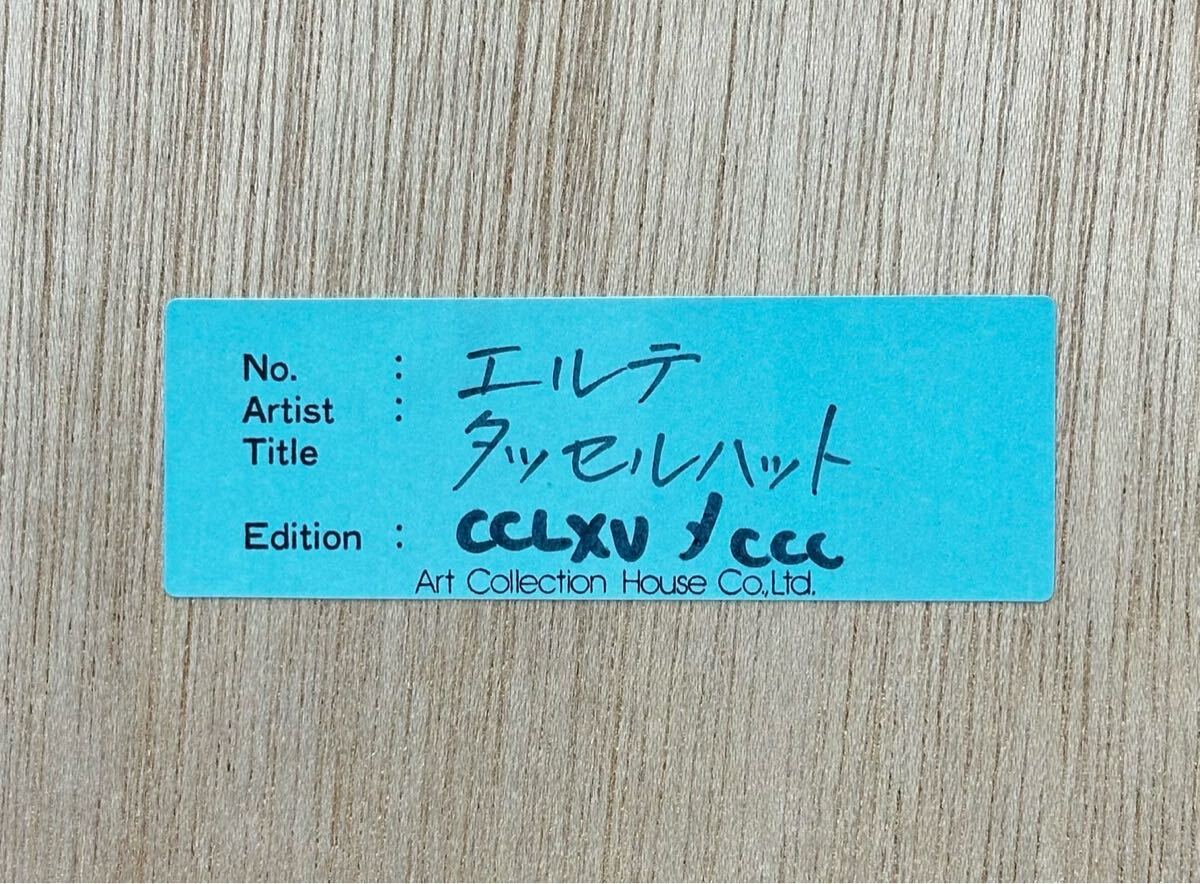 No. : エルテ
Artist :
Title タッセルハット
Edition : CCLXV / CCC
Art Collection House Co.,Ltd.